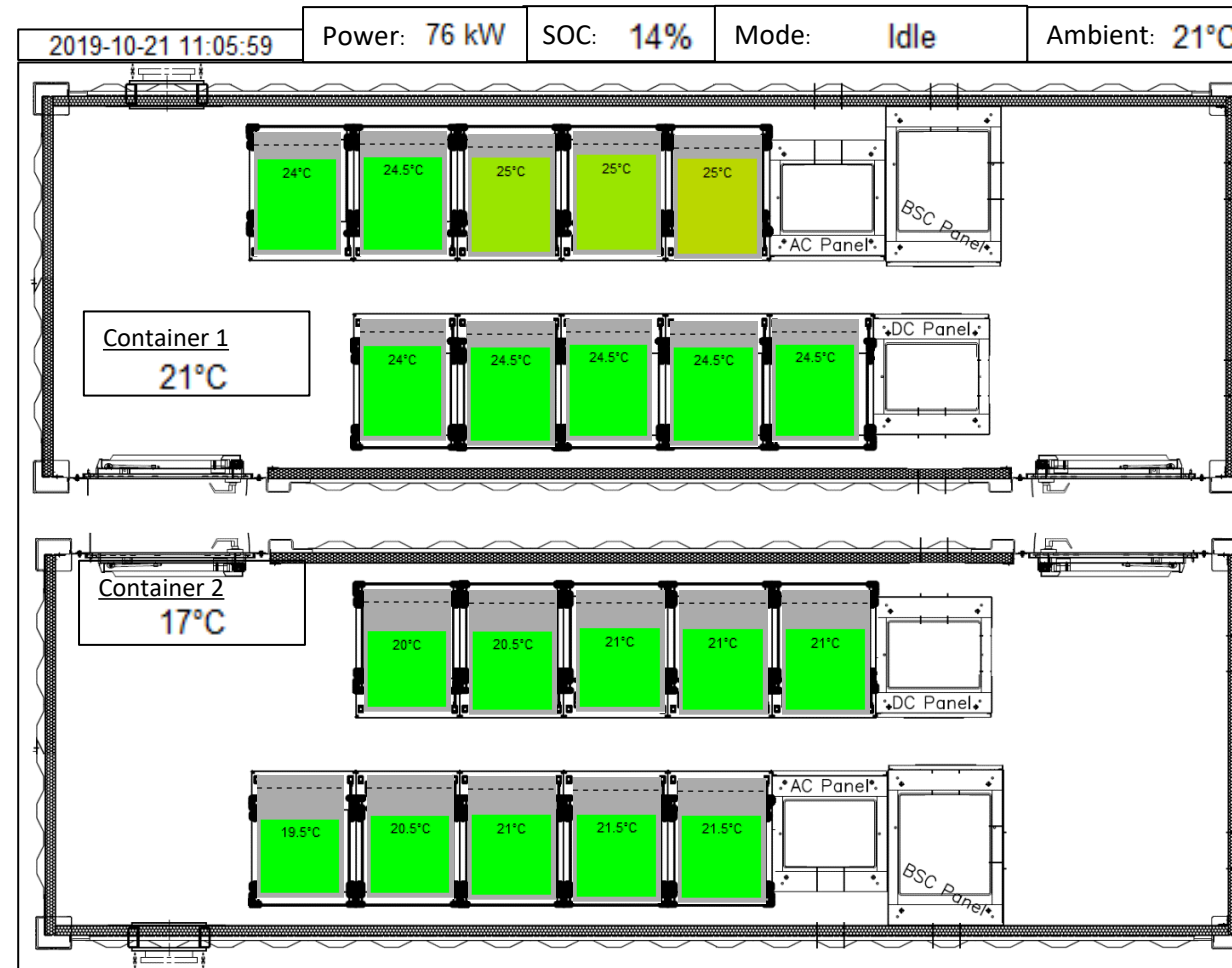 2019-10-21 11:05:59 Power: 76 kW SOC: 14% Mode: Idle Ambient: 21°C
24°C 24.5°C 25°C 25°C 25°C
BSC Panel
AC Panel
Container 1
21°C
DC Panel
24°C 24.5°C 24.5°C 24.5°C 24.5°C
Container 2
17°C
20°C 20.5°C 21°C 21°C 21°C
DC Panel
AC Panel
19.5°C 20.5°C 21°C 21.5°C 21.5°C
BSC Panel